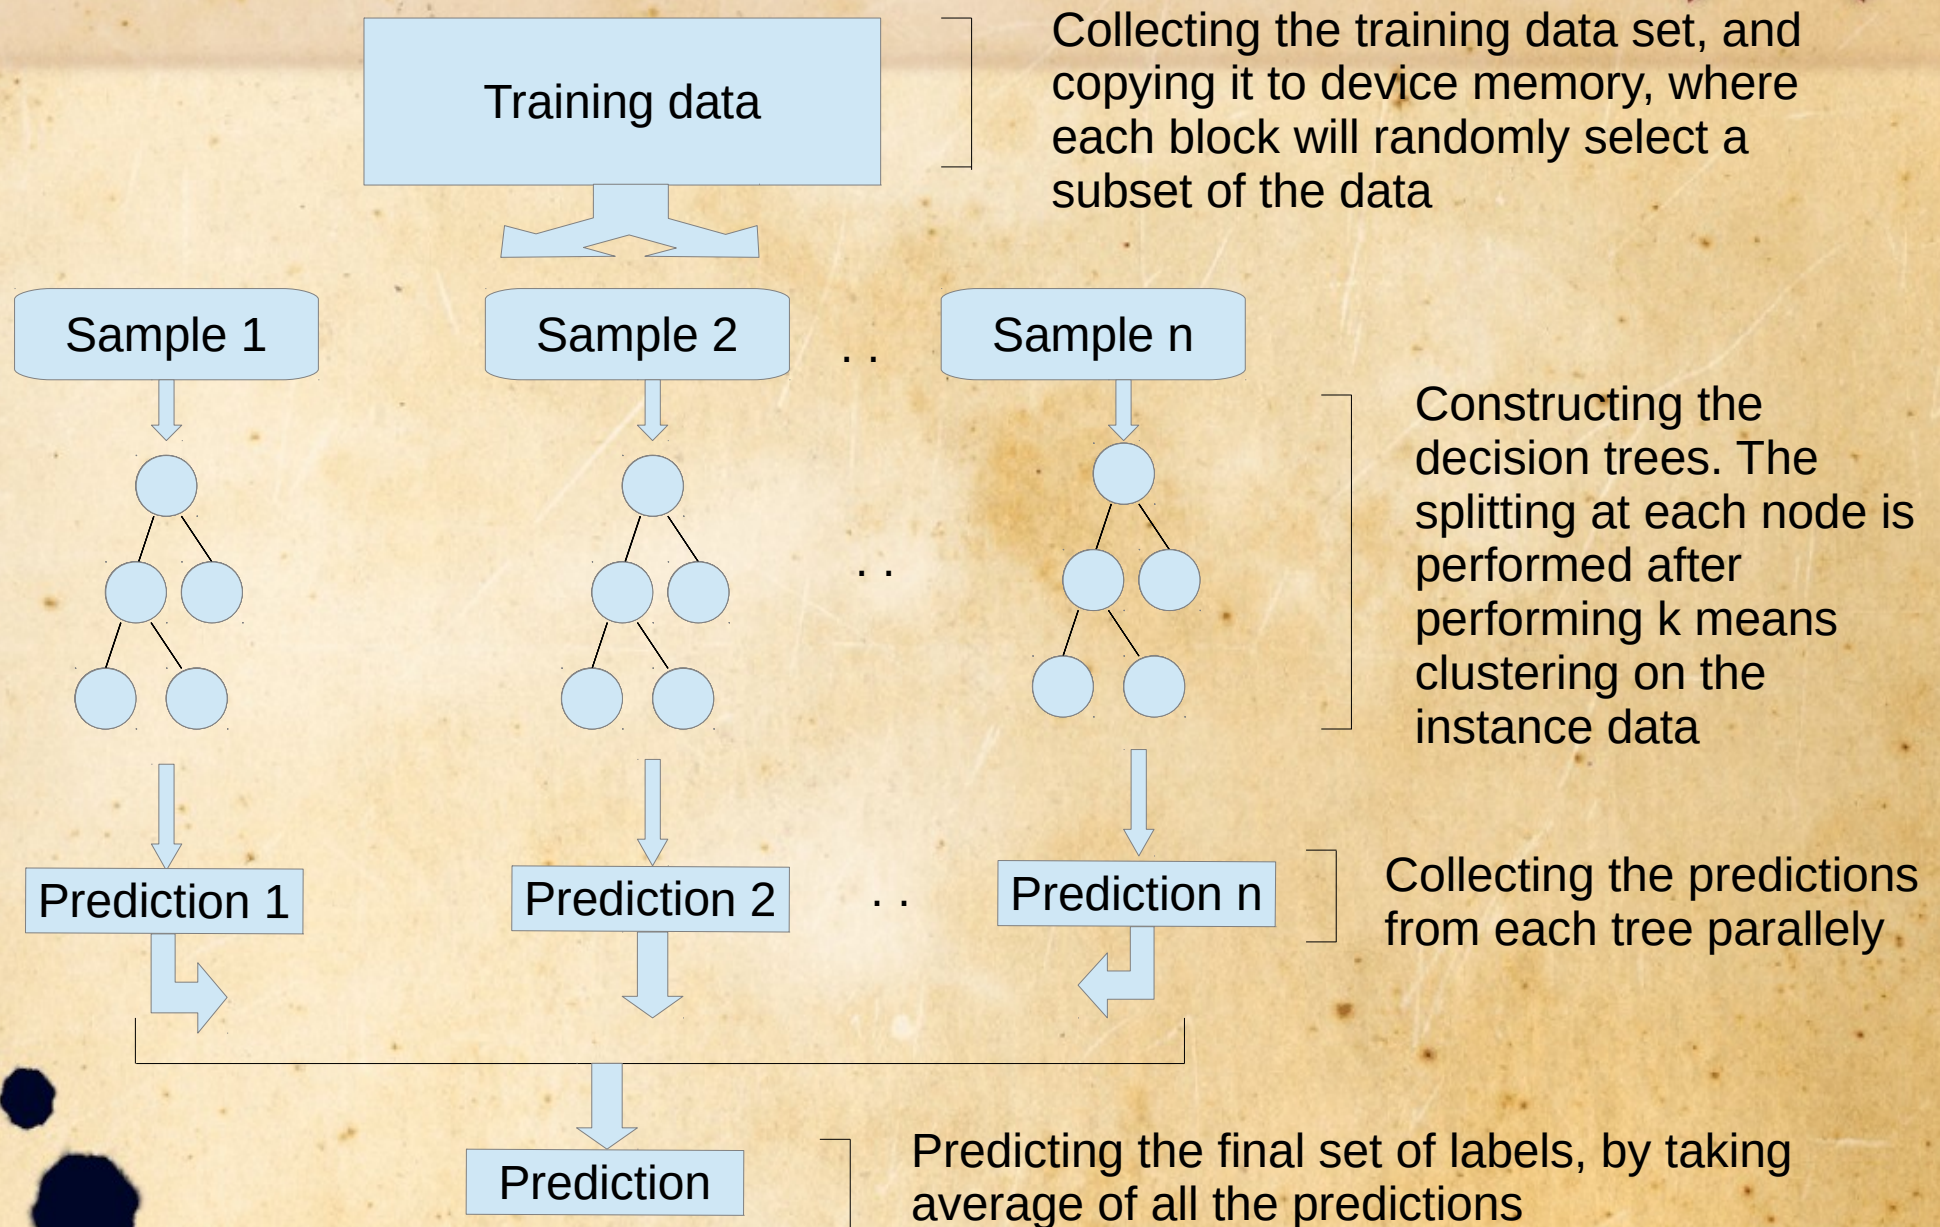 Training data
Collecting the training data set, and
copying it to device memory, where
each block will randomly select a
subset of the data
Sample 1
Sample 2
. .
Sample n
Constructing the
decision trees. The
splitting at each node is
performed after
performing k means
clustering on the
instance data
. .
Prediction 1
Prediction 2
. .
Prediction n
Collecting the predictions
from each tree parallely
Prediction
Predicting the final set of labels, by taking
average of all the predictions